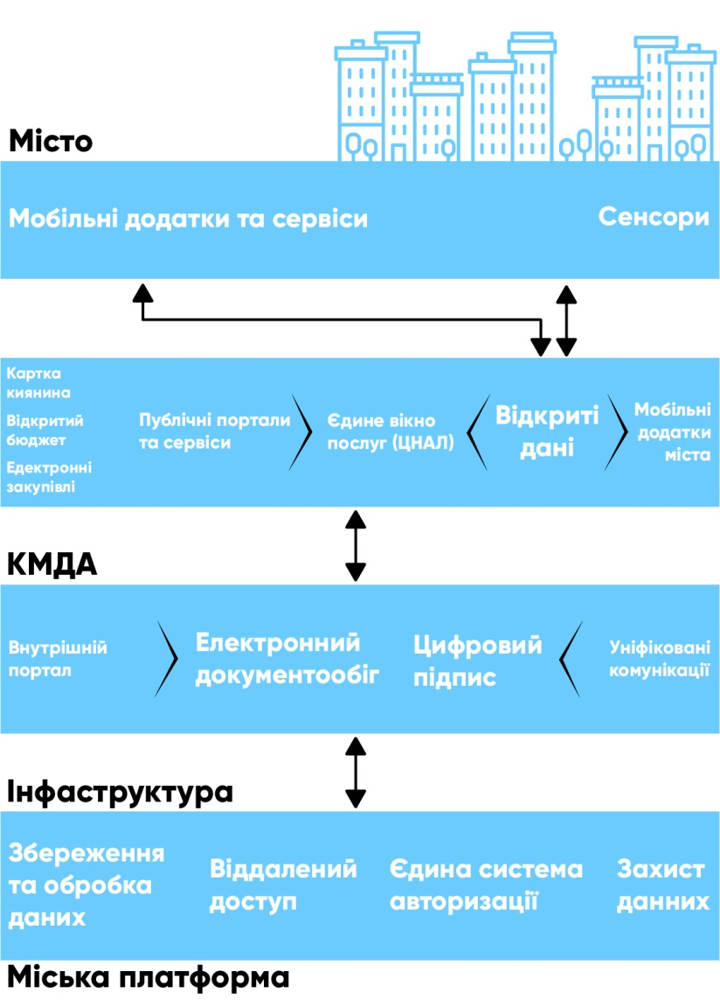 Місто
Мобільні додатки та сервіси
Сенсори
Картка
киянина
Відкритий
бюджет
Едектронні
закупівлі
Публічні портали
та сервіси
Єдине вікно
послуг (ЦНАЛ)
Відкриті
дані
Мобільні
додатки
міста
КМДА
Внутрішній
портал
Електронний
документообіг
Цифровий
підпис
Уніфіковані
комунікації
Інфаструктура
Збереження
та обробка
даних
Віддалений
доступ
Єдина система
авторизації
Захист
данних
Міська платформа